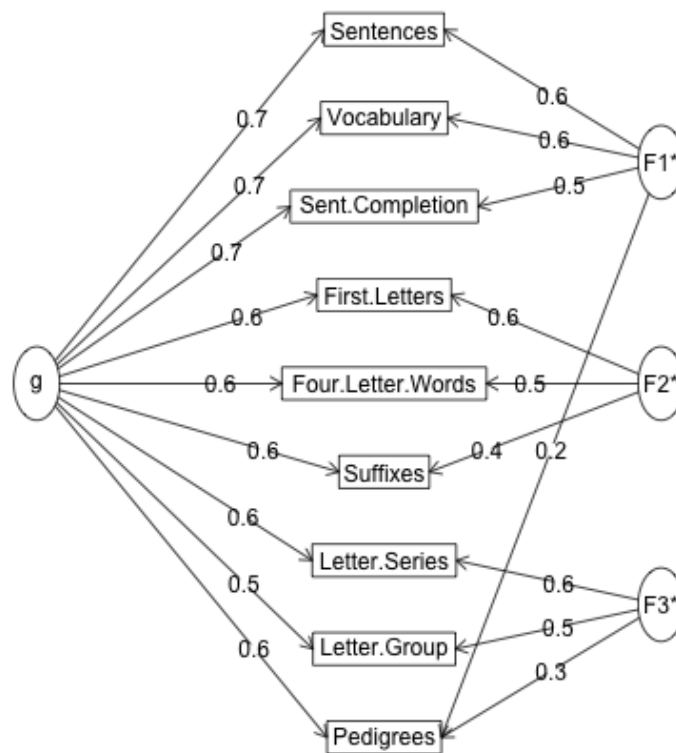 Sentences
0.6
0.7
Vocabulary
0.6
F1*
0.7
Sent.Completion
0.5
0.7
First.Letters
0.6
0.6
g
0.6
Four.Letter.Words
0.5
F2*
0.6
Suffixes
0.4
0.2
0.6
Letter.Series
0.6
F3*
0.5
Letter.Group
0.5
0.6
0.3
Pedigrees